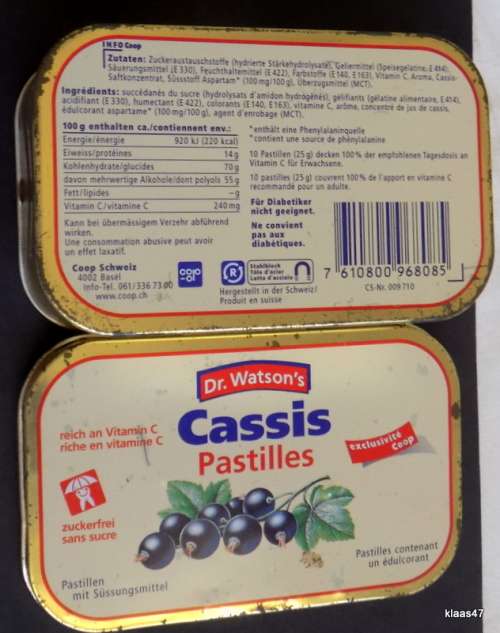 INFO Coop
Zutaten: Zuckeraustauschstoffe (hydrierte Stärkehydrolysate), Geliermittel (Speisegelatine, E 414),
Säuerungsmittel (E 330), Feuchthaltemittel (E 422), Farbstoffe (E 140, E 163), Vitamin C, Aroma, Cassis-
Saftkonzentrat, Süssstoff Aspartam* (100 mg/100 g), Überzugsmittel (MCT).
Ingrédients: succédanés du sucre (hydrolysats d'amidon hydrogénés), gélifiants (gélatine alimentaire, E 414),
acidifiant (E 330), humectant (E 422), colorants (E 140, E 163), vitamine C, arôme, concentré de jus de cassis,
édulcorant aspartame* (100 mg/100 g), agent d'enrobage (MCT).
100 g enthalten ca./contiennent env.:
Energie/énergie 920 kJ (220 kcal)
Eiweiss/protéines 14 g
Kohlenhydrate/glucides 70 g
davon mehrwertige Alkohole/dont polyols 55 g
Fett/lipides – g
Vitamin C/vitamine C 240 mg
Kann bei übermässigem Verzehr abführend
wirken.
Une consommation abusive peut avoir
un effet laxatif.
Coop Schweiz
4002 Basel
Info-Tel. 061/336 73 00
www.coop.ch
*enthält eine Phenylalaninquelle
*contient une source de phénylalanine
10 Pastillen (25 g) decken 100% der empfohlenen Tagesdosis an
Vitamin C für Erwachsene.
10 pastilles (25 g) couvrent 100% de l'apport en vitamine C
recommandé pour un adulte.
Für Diabetiker
nicht geeignet.
Ne convient
pas aux
diabétiques.
coop
R
Stahlblech
Tôle d'acier
Latta d'acciaio
Hergestellt in der Schweiz/
Produit en suisse
7 610800 968085
CS-Nr. 009 710
Dr. Watson's
Cassis
Pastilles
reich an Vitamin C
riche en vitamine C
exclusivité
Coop
zuckerfrei
sans sucre
Pastillen
mit Süssungsmittel
Pastilles contenant
un édulcorant
klaas47